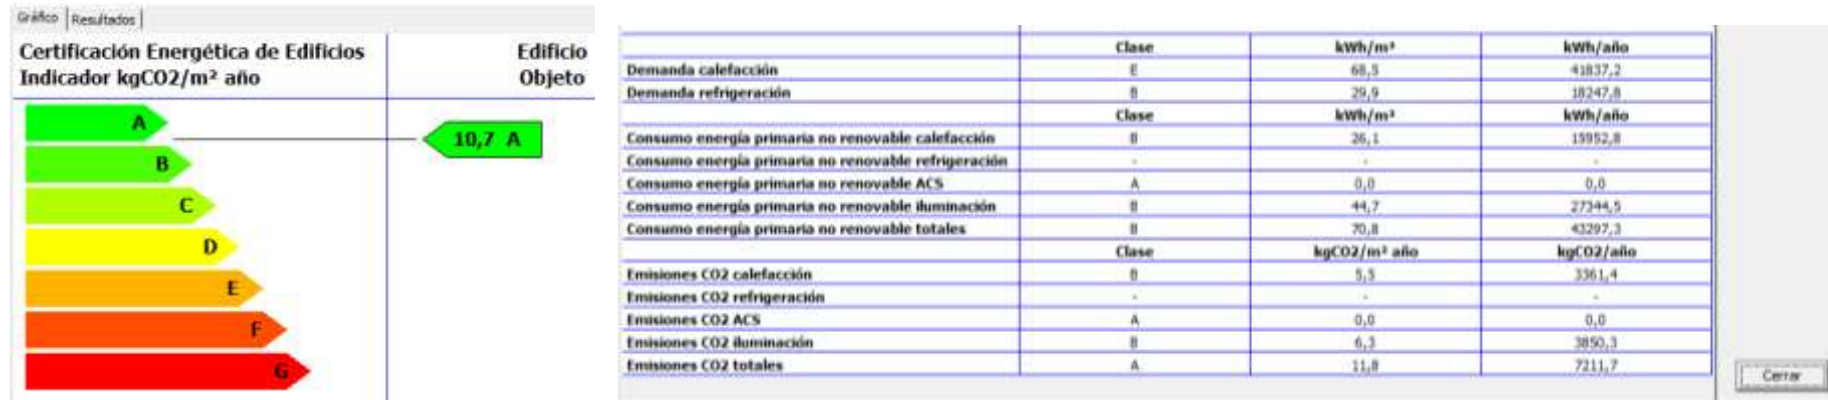 Gráfico Resultados
Certificación Energética de Edificios Edificio
Indicador kgCO2/m² año Objeto
A
10,7 A
B
C
D
E
F
G
Clase kWh/m² kWh/año
Demanda calefacción E 68,5 41837,2
Demanda refrigeración B 29,9 18247,8
Clase kWh/m² kWh/año
Consumo energía primaria no renovable calefacción B 26,1 15952,8
Consumo energía primaria no renovable refrigeración - - -
Consumo energía primaria no renovable ACS A 0,0 0,0
Consumo energía primaria no renovable iluminación B 44,7 27344,5
Consumo energía primaria no renovable totales B 70,8 43297,3
Clase kgCO2/m² año kgCO2/año
Emisiones CO2 calefacción B 5,5 3361,4
Emisiones CO2 refrigeración - - -
Emisiones CO2 ACS A 0,0 0,0
Emisiones CO2 iluminación B 6,3 3850,3
Emisiones CO2 totales A 11,8 7211,7
Cerrar